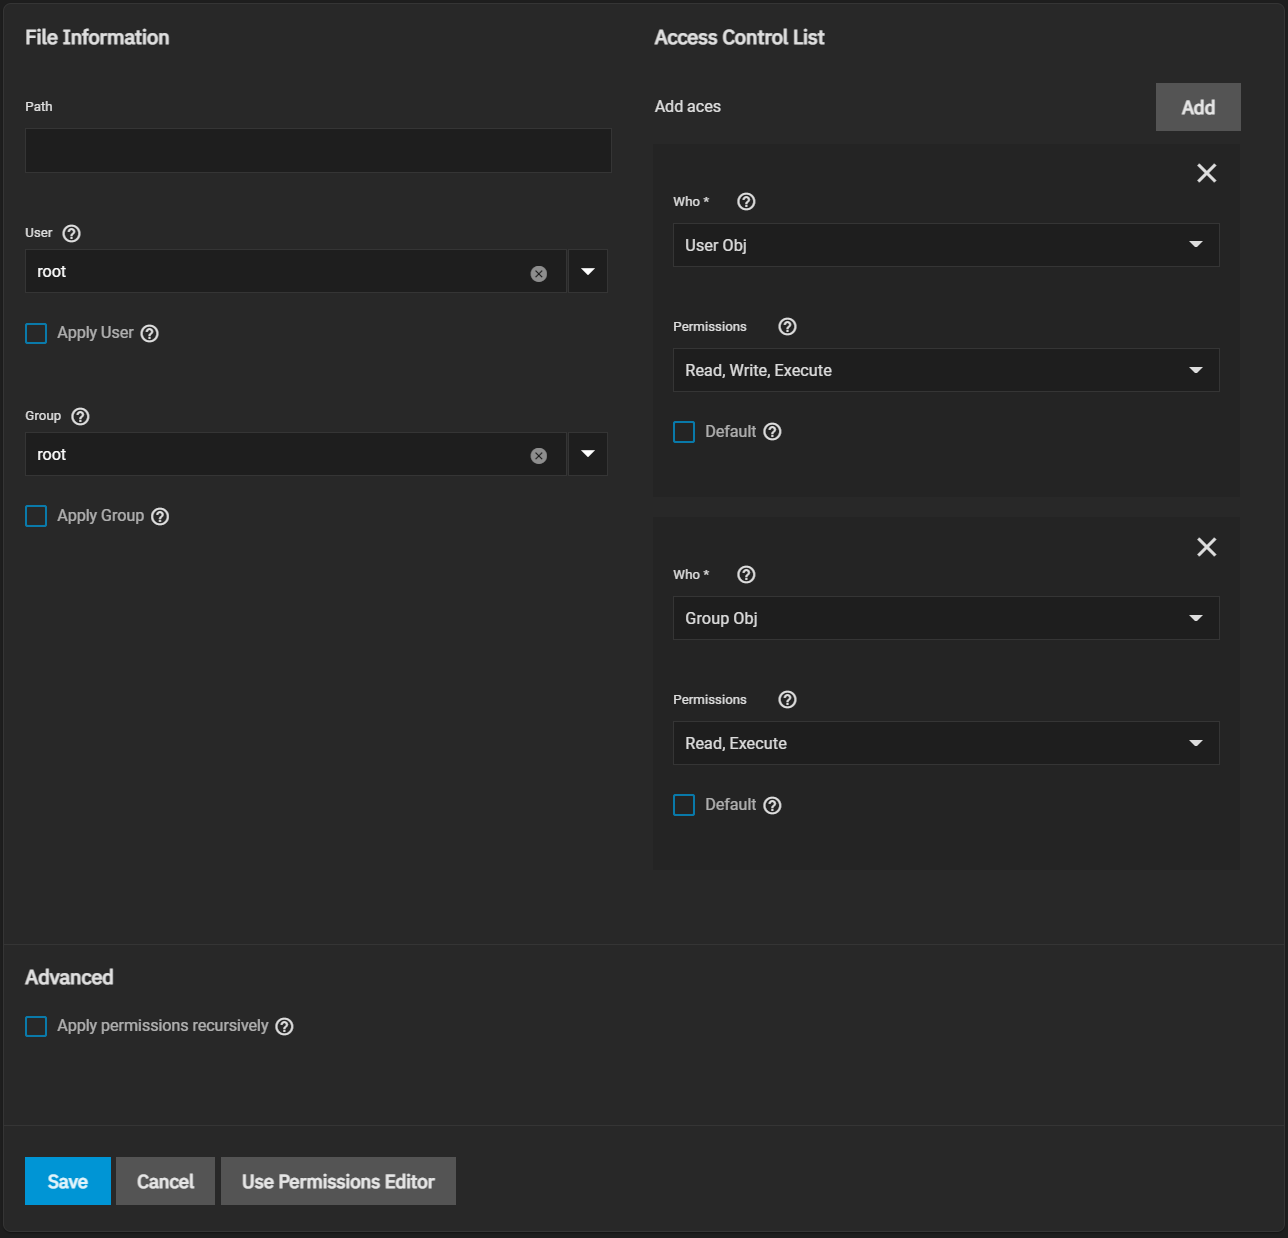 File Information
Path
User
root
Apply User
Group
root
Apply Group
Access Control List
Add aces
Add
Who *
User Obj
Permissions
Read, Write, Execute
Default
Who *
Group Obj
Permissions
Read, Execute
Default
Advanced
Apply permissions recursively
Save Cancel Use Permissions Editor